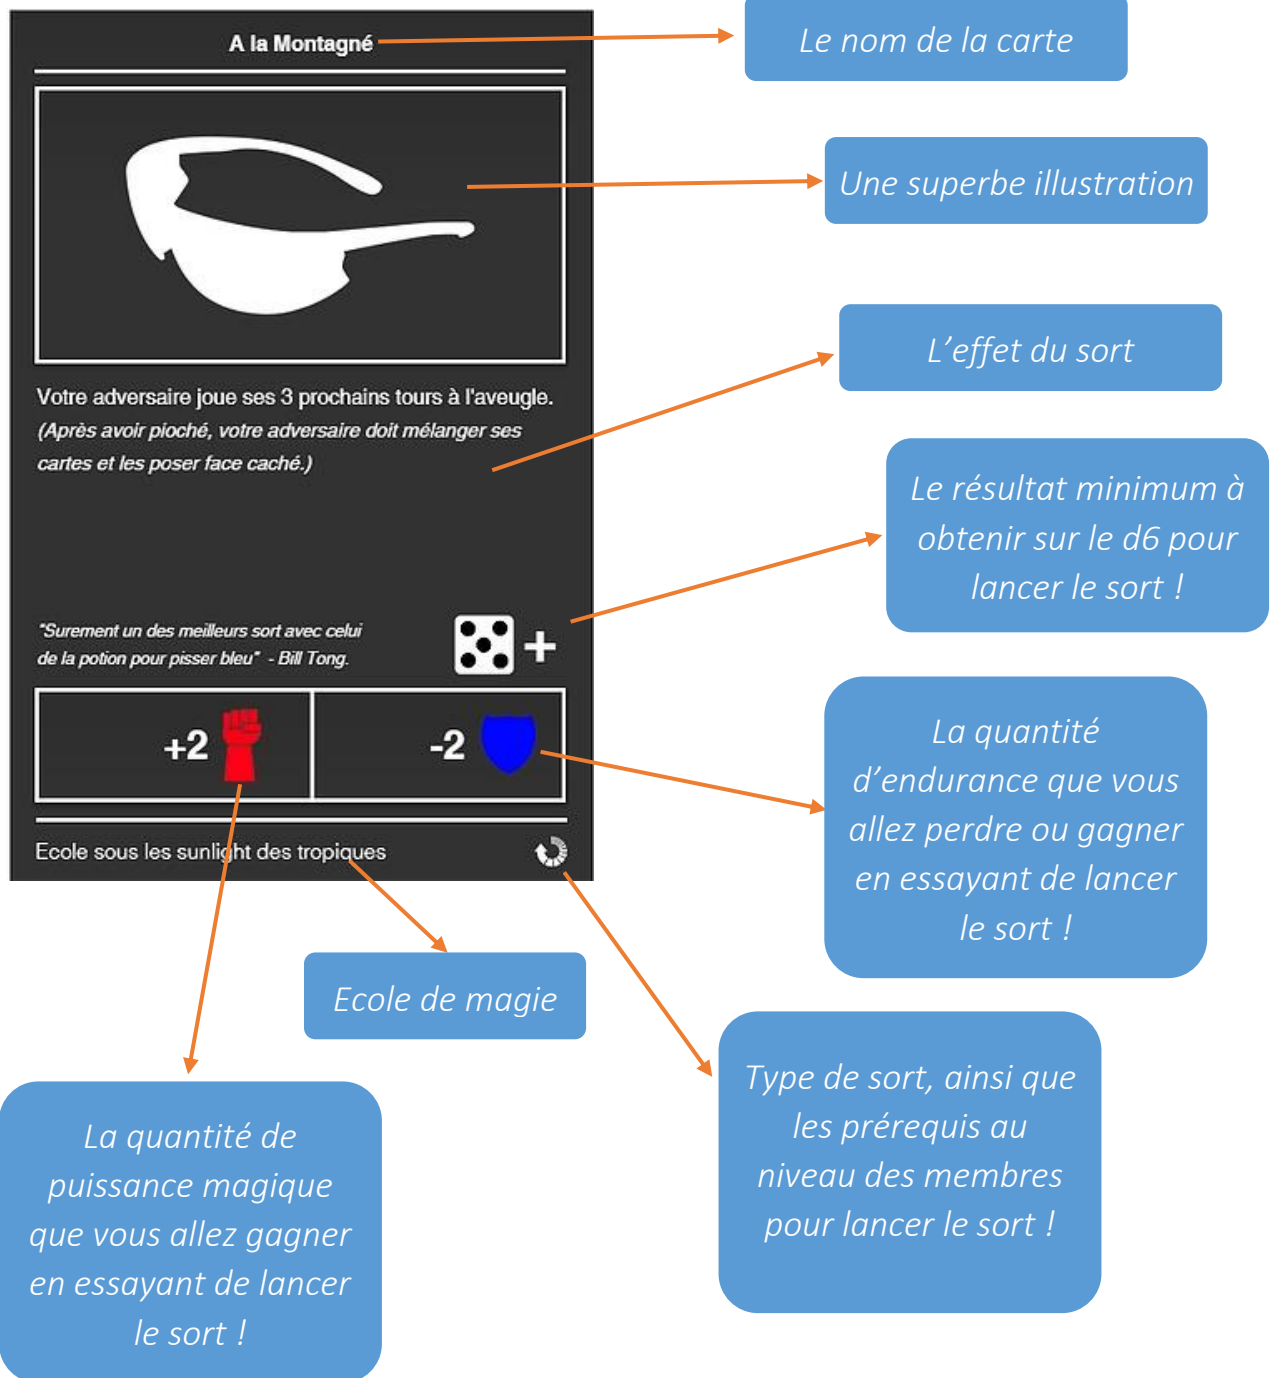 A la Montagné
Le nom de la carte
Une superbe illustration
L'effet du sort
Votre adversaire joue ses 3 prochains tours à l'aveugle.
(Après avoir pioché, votre adversaire doit mélanger ses
cartes et les poser face caché.)
Le résultat minimum à
obtenir sur le d6 pour
lancer le sort !
"Surement un des meilleurs sort avec celui
de la potion pour pisser bleu" - Bill Tong.
+
+2
-2
La quantité
d'endurance que vous
allez perdre ou gagner
en essayant de lancer
le sort !
Ecole sous les sunlight des tropiques
Ecole de magie
Type de sort, ainsi que
les prérequis au
niveau des membres
pour lancer le sort !
La quantité de
puissance magique
que vous allez gagner
en essayant de lancer
le sort !